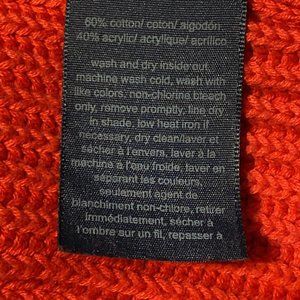 60% cotton/ coton/ algodón
40% acrylic/ acrylique/ acrílico
wash and dry inside out,
machine wash cold, wash with
like colors. non-chlorine bleach
only, remove promptly, line dry
in shade, low heat iron if
necessary, dry clean/laver et
sécher à l'envers, laver à la
machine à l'eau froide, laver en
séparant les couleurs,
seulement agent de
blanchiment non-chlore, retirer
immédiatement, sécher à
l'ombre sur un fil, repasser à